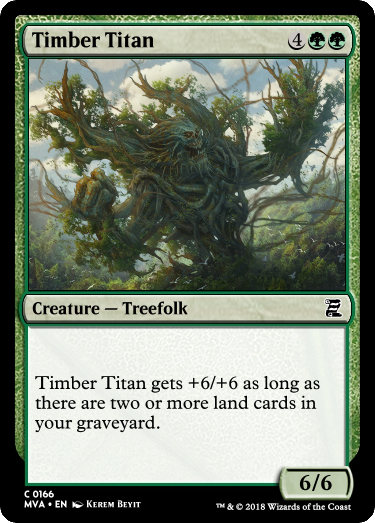 Timber Titan 4
Creature — Treefolk
Timber Titan gets +6/+6 as long as
there are two or more land cards in
your graveyard.
6/6
C 0166
MVA • EN Kerem Beyit
™ & © 2018 Wizards of the Coast